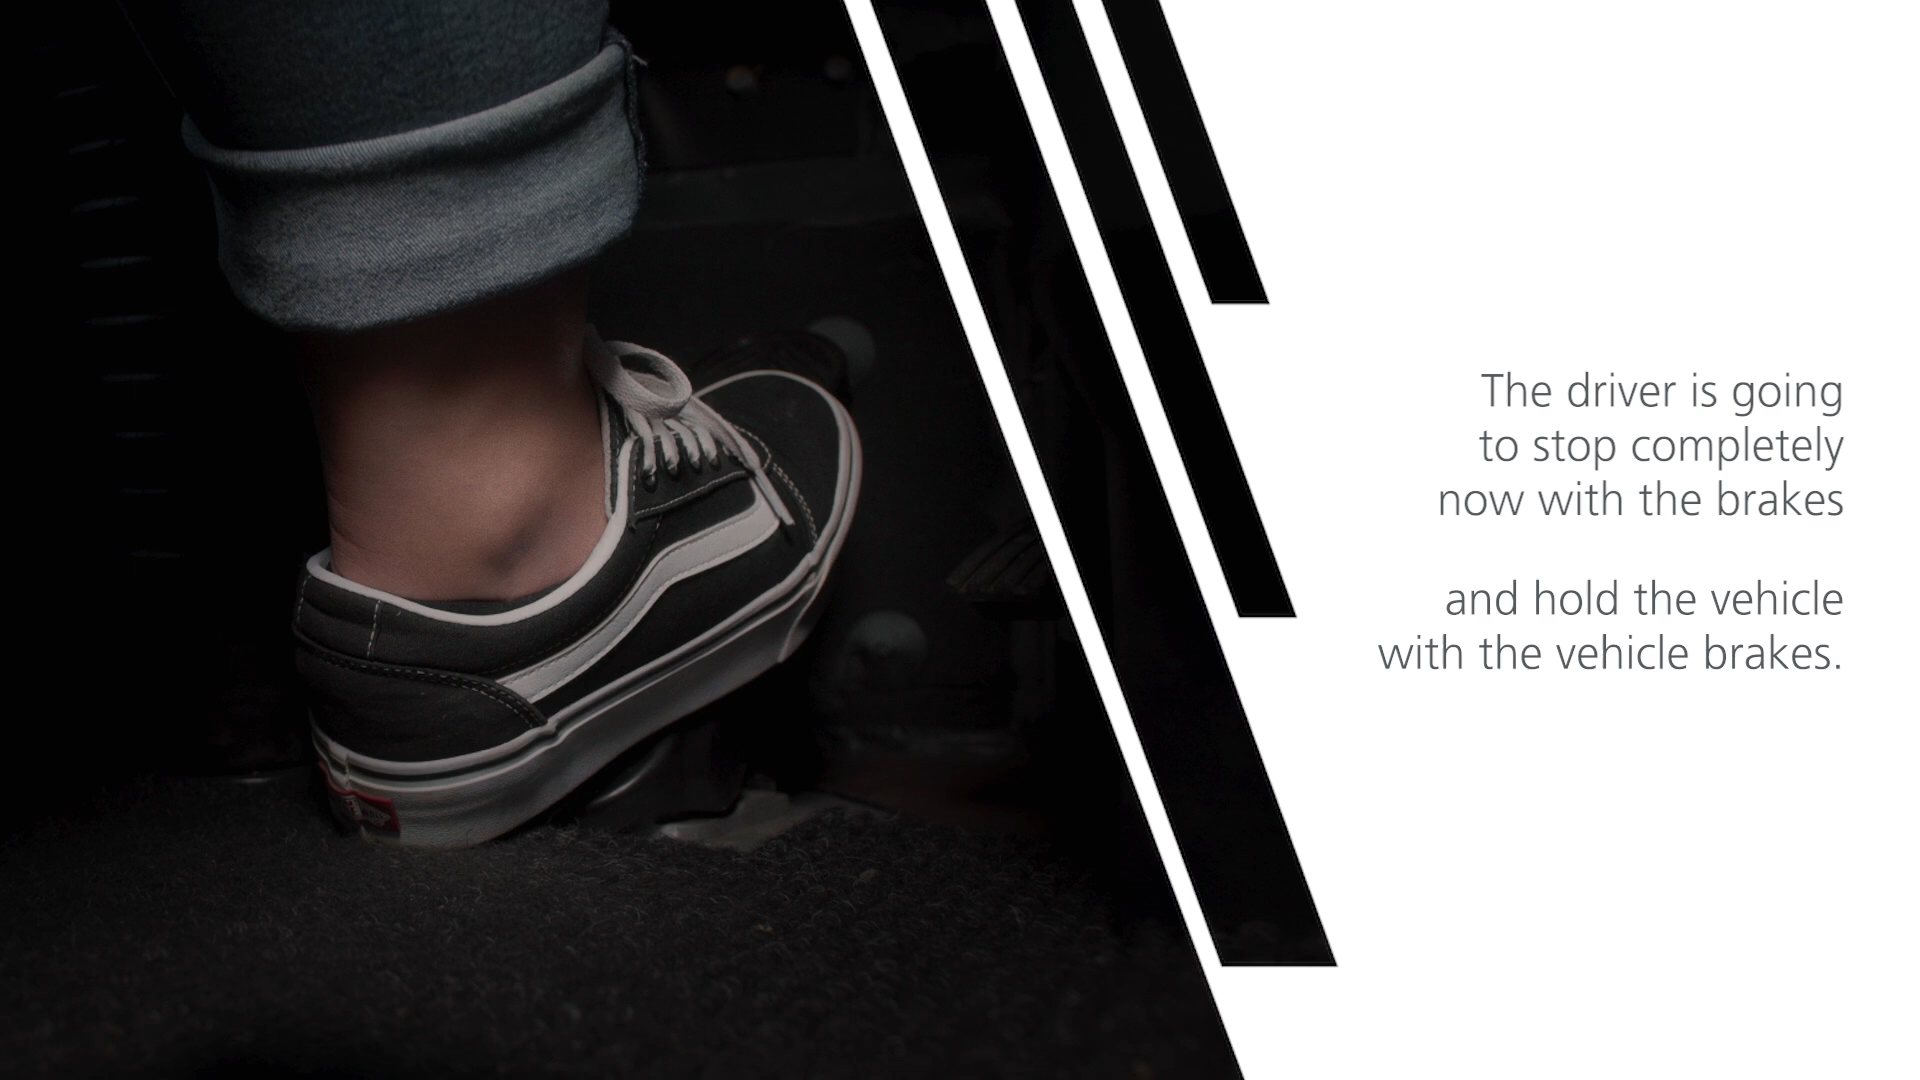 The driver is going
to stop completely
now with the brakes
and hold the vehicle
with the vehicle brakes.